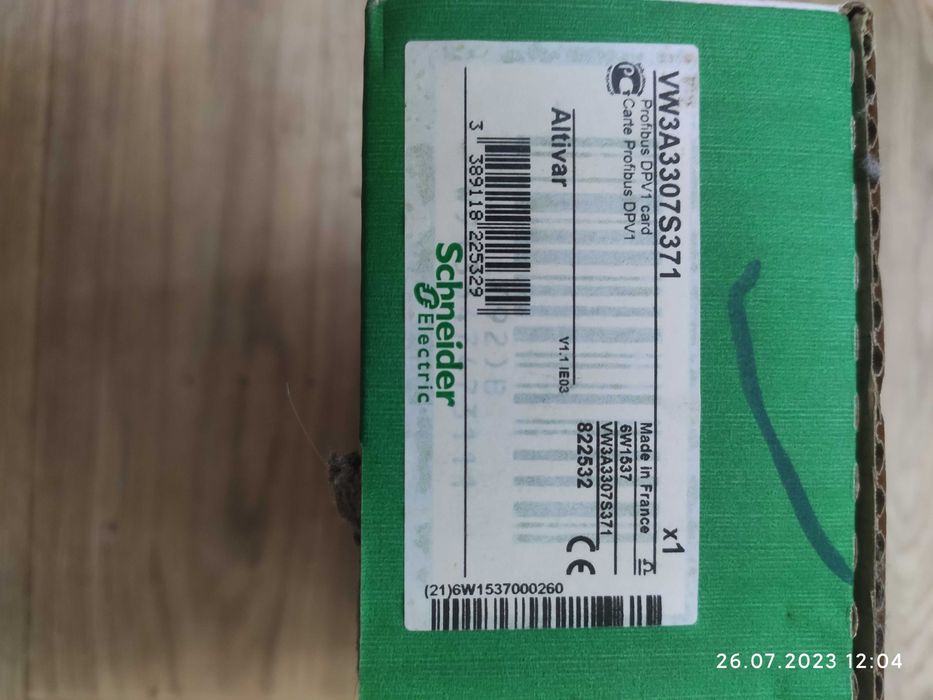 VW3A3307S371
x1
Profibus DPV1 card
Carte Profibus DPV1
Made in France
6W1537
VW3A3307S371
822532
Altivar
V1.1 IE03
3 389118 225329
Schneider
Electric
(21)6W1537000260
26.07.2023 12:04